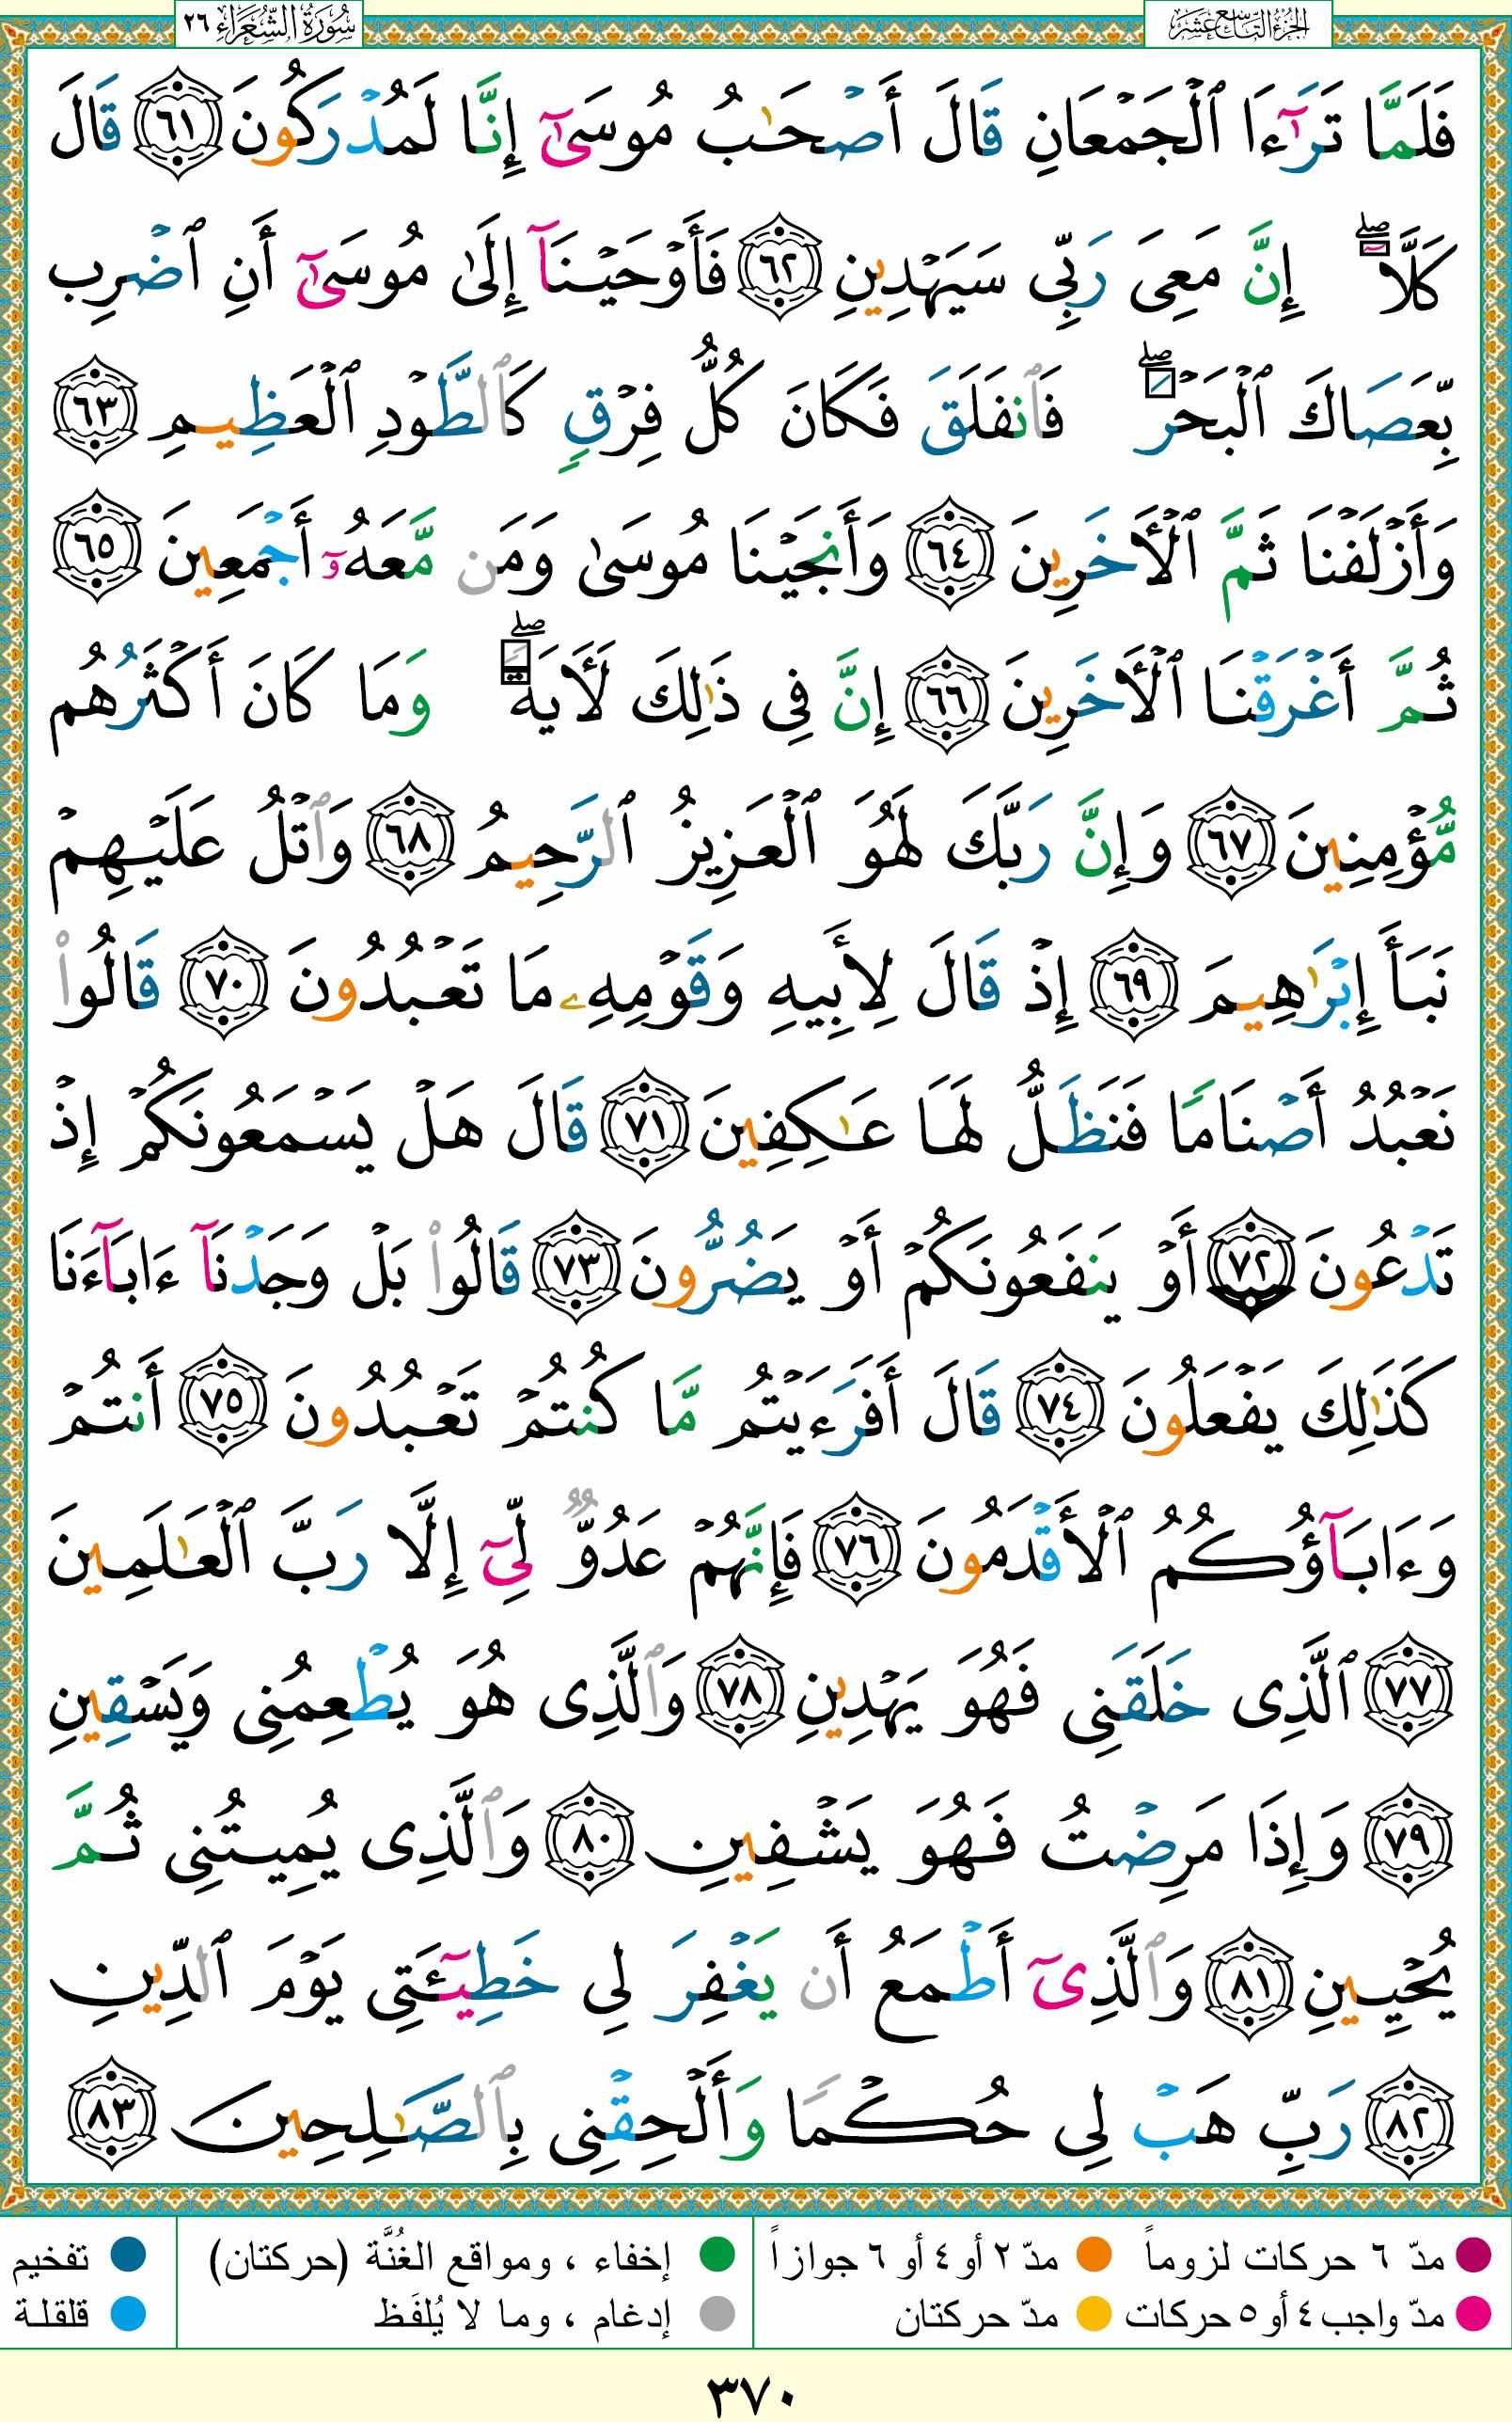 سُورَةُ الشُّعَرَاءِ ٢٦
الجُزْءُ التَّاسِعَ عَشَرَ
فَلَمَّا تَرَٰٓءَا ٱلۡجَمۡعَانِ قَالَ أَصۡحَٰبُ مُوسَىٰٓ إِنَّا لَمُدۡرَكُونَ ٦١ قَالَ
كَلَّآۖ إِنَّ مَعِىَ رَبِّى سَيَهۡدِينِ ٦٢ فَأَوۡحَيۡنَآ إِلَىٰ مُوسَىٰٓ أَنِ ٱضۡرِب
بِّعَصَاكَ ٱلۡبَحۡرَۖ فَٱنفَلَقَ فَكَانَ كُلُّ فِرۡقٍ كَٱلطَّوۡدِ ٱلۡعَظِيمِ ٦٣
وَأَزۡلَفۡنَا ثَمَّ ٱلۡأَخَرِينَ ٦٤ وَأَنجَيۡنَا مُوسَىٰ وَمَن مَّعَهُۥٓ أَجۡمَعِينَ ٦٥
ثُمَّ أَغۡرَقۡنَا ٱلۡأَخَرِينَ ٦٦ إِنَّ فِى ذَٰلِكَ لَأَيَةًۖ وَمَا كَانَ أَكۡثَرُهُم
مُّؤۡمِنِينَ ٦٧ وَإِنَّ رَبَّكَ لَهُوَ ٱلۡعَزِيزُ ٱلرَّحِيمُ ٦٨ وَٱتۡلُ عَلَيۡهِمۡ
نَبَأَ إِبۡرَٰهِيمَ ٦٩ إِذۡ قَالَ لِأَبِيهِ وَقَوۡمِهِۦ مَا تَعۡبُدُونَ ٧٠ قَالُوا۟
نَعۡبُدُ أَصۡنَامًا فَنَظَلُّ لَهَا عَٰكِفِينَ ٧١ قَالَ هَلۡ يَسۡمَعُونَكُمۡ إِذۡ
تَدۡعُونَ ٧٢ أَوۡ يَنفَعُونَكُمۡ أَوۡ يَضُرُّونَ ٧٣ قَالُوا۟ بَلۡ وَجَدۡنَآ ءَابَآءَنَا
كَذَٰلِكَ يَفۡعَلُونَ ٧٤ قَالَ أَفَرَءَيۡتُم مَّا كُنتُمۡ تَعۡبُدُونَ ٧٥ أَنتُمۡ
وَءَابَآؤُكُمُ ٱلۡأَقۡدَمُونَ ٧٦ فَإِنَّهُمۡ عَدُوٌّ لِّىٓ إِلَّا رَبَّ ٱلۡعَٰلَمِينَ
٧٧ ٱلَّذِى خَلَقَنِى فَهُوَ يَهۡدِينِ ٧٨ وَٱلَّذِى هُوَ يُطۡعِمُنِى وَيَسۡقِينِ
٧٩ وَإِذَا مَرِضۡتُ فَهُوَ يَشۡفِينِ ٨٠ وَٱلَّذِى يُمِيتُنِى ثُمَّ
يُحۡيِينِ ٨١ وَٱلَّذِىٓ أَطۡمَعُ أَن يَغۡفِرَ لِى خَطِيٓـَٔتِى يَوۡمَ ٱلدِّينِ
٨٢ رَبِّ هَبۡ لِى حُكۡمًا وَأَلۡحِقۡنِى بِٱلصَّٰلِحِينَ ٨٣
مدّ ٦ حركات لزوماً مدّ ٢ أو ٤ أو ٦ جوازاً إخفاء ، ومواقع الغُنَّة (حركتان) تفخيم
مدّ واجب ٤ أو ٥ حركات مدّ حركتان إدغام ، وما لا يُلفَظ قلقلة
٣٧٠